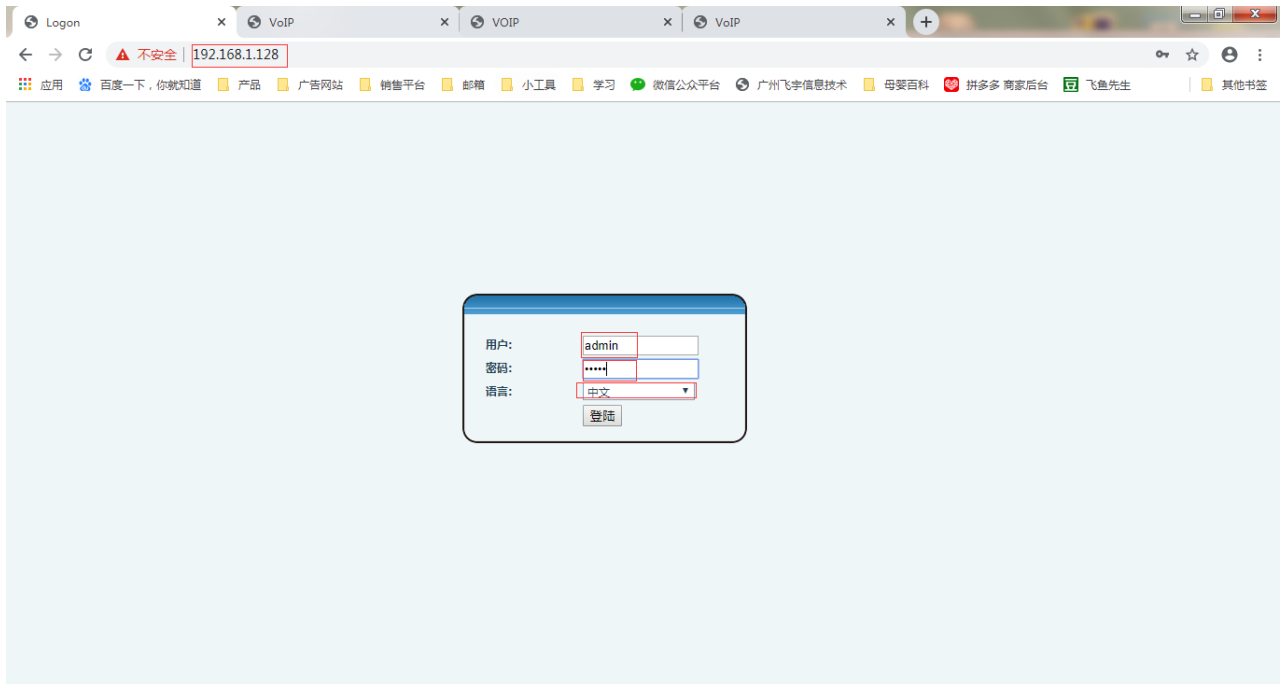 Logon VoIP VOIP VoIP
不安全 192.168.1.128
应用 百度一下，你就知道 产品 广告网站 销售平台 邮箱 小工具 学习 微信公众平台 广州飞宇信息技术 母婴百科 拼多多 商家后台 豆 飞鱼先生 其他书签
用户: admin
密码: •••••
语言: 中文
登陆